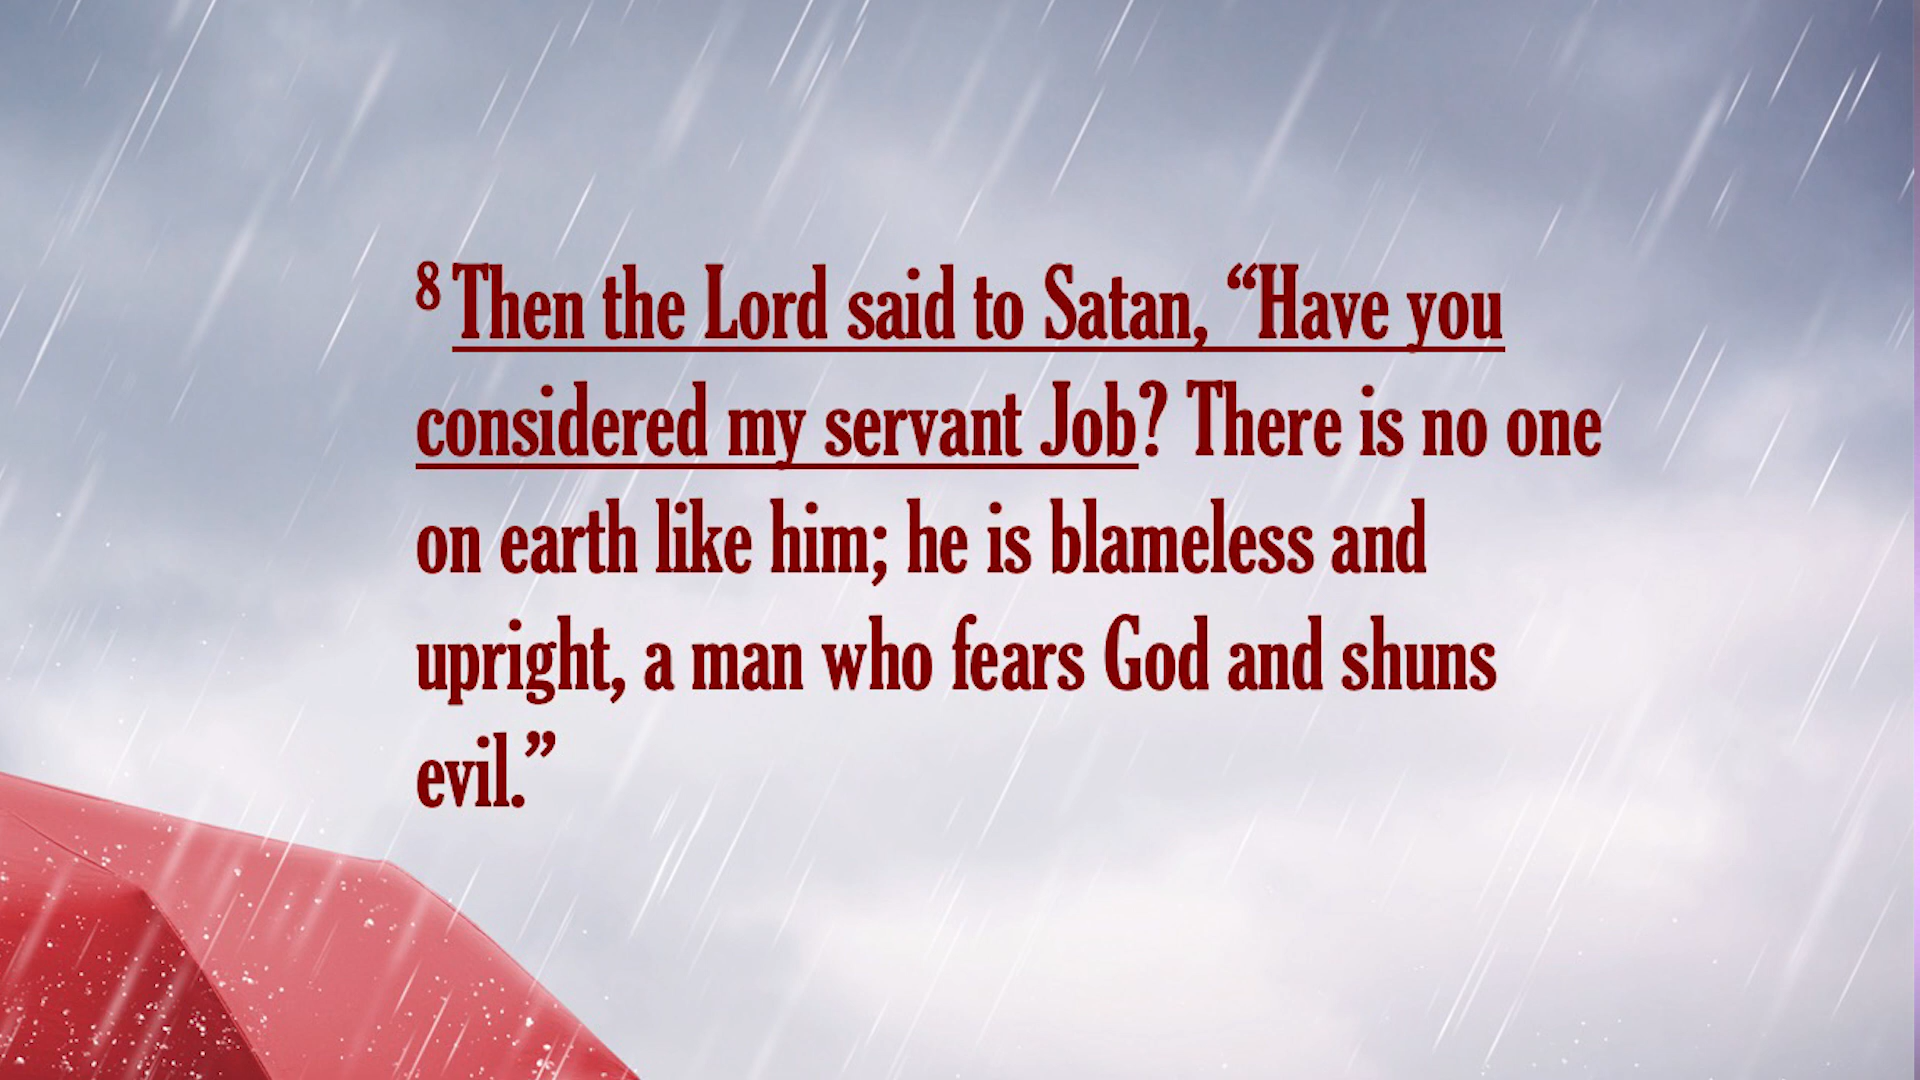 8 Then the Lord said to Satan, “Have you
considered my servant Job? There is no one
on earth like him; he is blameless and
upright, a man who fears God and shuns
evil.”